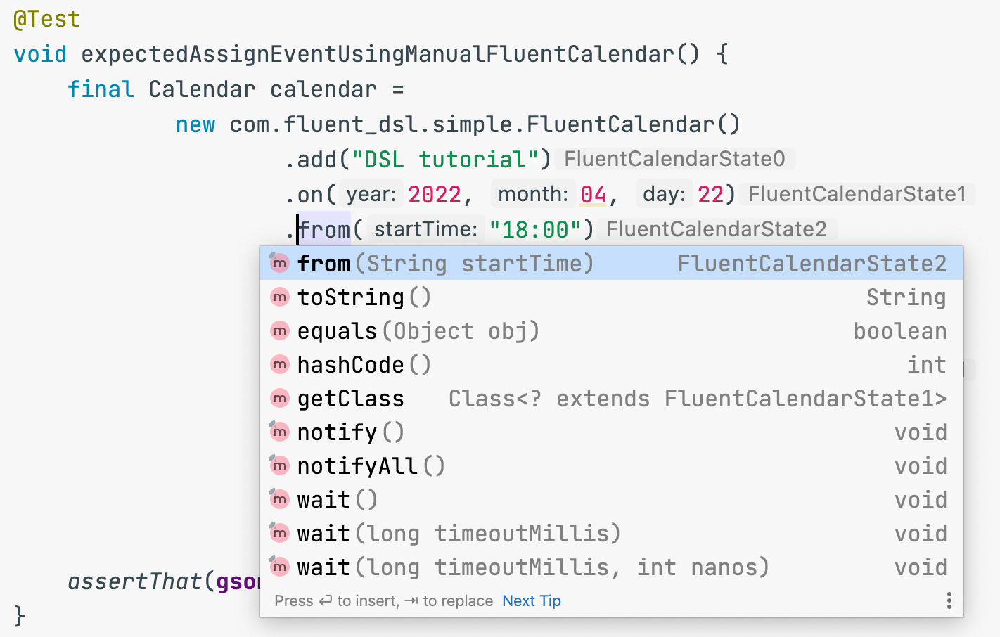 @Test
void expectedAssignEventUsingManualFluentCalendar() {
final Calendar calendar =
new com.fluent_dsl.simple.FluentCalendar()
.add("DSL tutorial") FluentCalendarState0
.on( year: 2022, month: 04, day: 22) FluentCalendarState1
.from( startTime: "18:00") FluentCalendarState2
m from(String startTime) FluentCalendarState2
m toString() String
m equals(Object obj) boolean
m hashCode() int
m getClass Class<? extends FluentCalendarState1>
m notify() void
m notifyAll() void
m wait() void
m wait(long timeoutMillis) void
m wait(long timeoutMillis, int nanos) void
assertThat(gson
Press ⏎ to insert, ⇥ to replace Next Tip
}